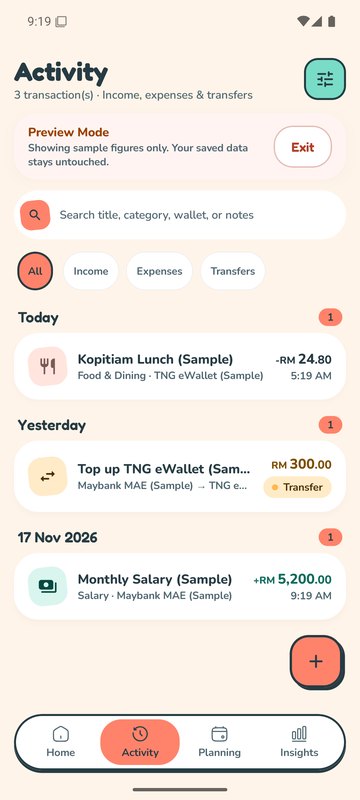 9:19
Activity
3 transaction(s) · Income, expenses & transfers
Preview Mode
Showing sample figures only. Your saved data
stays untouched.
Exit
Search title, category, wallet, or notes
All
Income
Expenses
Transfers
Today
1
Kopitiam Lunch (Sample)
-RM 24.80
Food & Dining · TNG eWallet (Sample)
5:19 AM
Yesterday
1
Top up TNG eWallet (Sam...
RM 300.00
Maybank MAE (Sample) → TNG e...
Transfer
17 Nov 2026
1
Monthly Salary (Sample)
+RM 5,200.00
Salary · Maybank MAE (Sample)
9:19 AM
Home
Activity
Planning
Insights